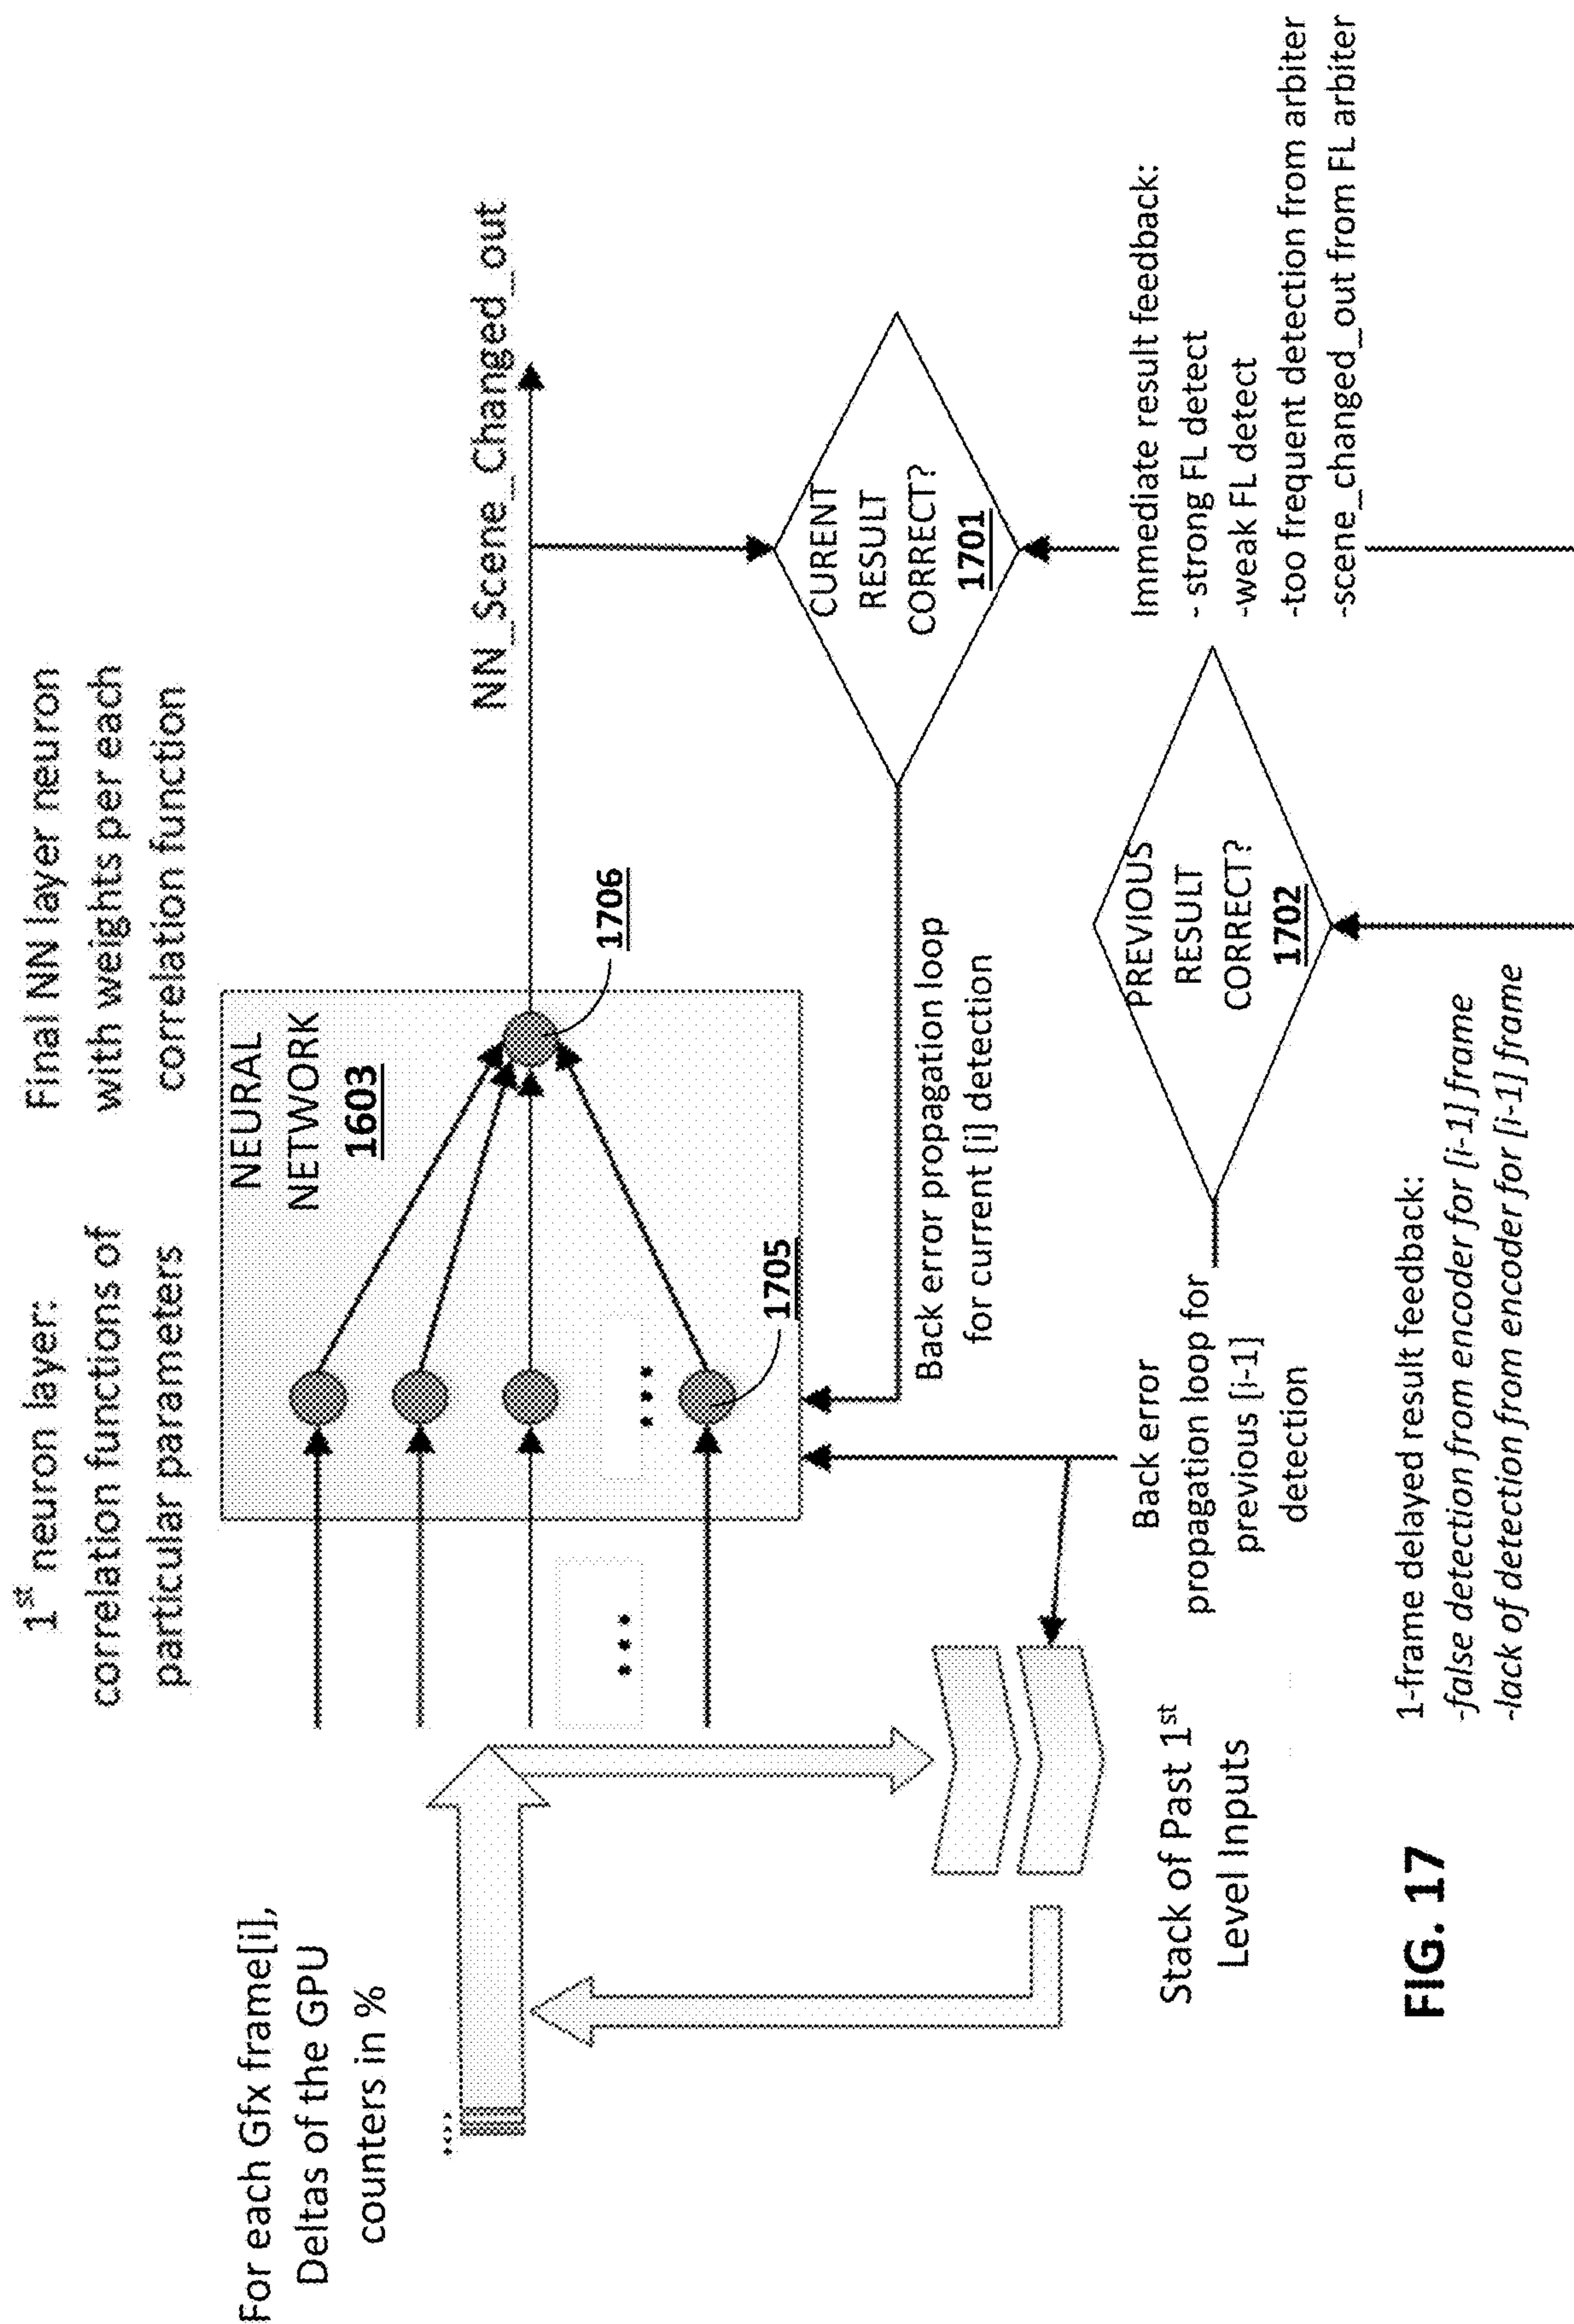 For each Gfx frame[i],
Deltas of the GPU
counters in %
1st neuron layer:
correlation functions of
particular parameters
Final NN layer neuron
with weights per each
correlation function
NEURAL
NETWORK
1603
1706
1705
...
...
NN_Scene_Changed_out
CURENT
RESULT
CORRECT?
1701
Back error propagation loop
for current [i] detection
Immediate result feedback:
- strong FL detect
-weak FL detect
-too frequent detection from arbiter
-scene_changed_out from FL arbiter
PREVIOUS
RESULT
CORRECT?
1702
Back error
propagation loop for
previous [i-1]
detection
Stack of Past 1st
Level Inputs
1-frame delayed result feedback:
-false detection from encoder for [i-1] frame
-lack of detection from encoder for [i-1] frame
FIG. 17